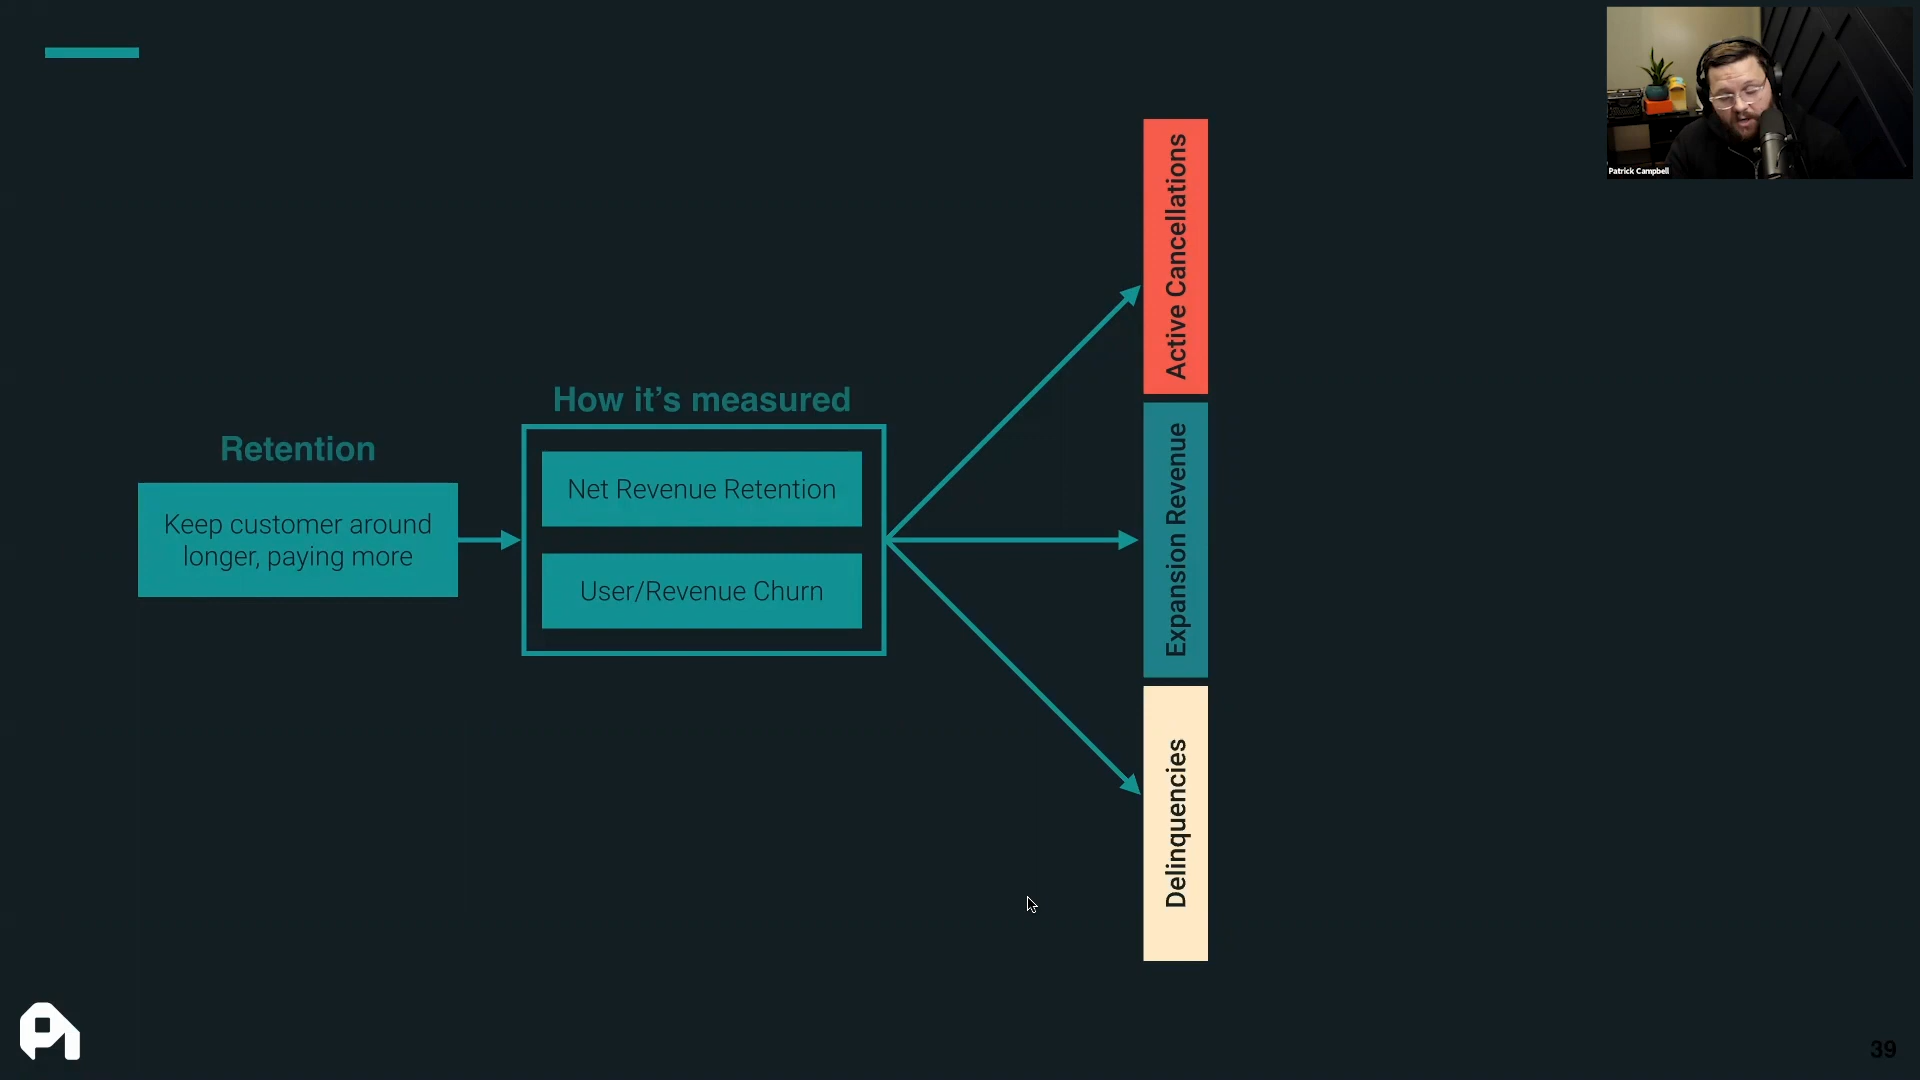 Patrick Campbell
Retention
Keep customer around
longer, paying more
How it’s measured
Net Revenue Retention
User/Revenue Churn
Active Cancellations
Expansion Revenue
Delinquencies
39